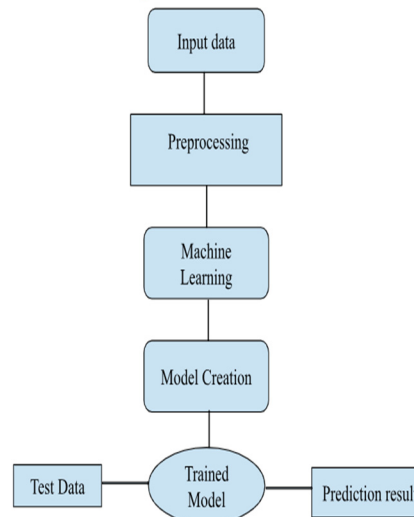 Input data
Preprocessing
Machine
Learning
Model Creation
Test Data
Trained
Model
Prediction resul